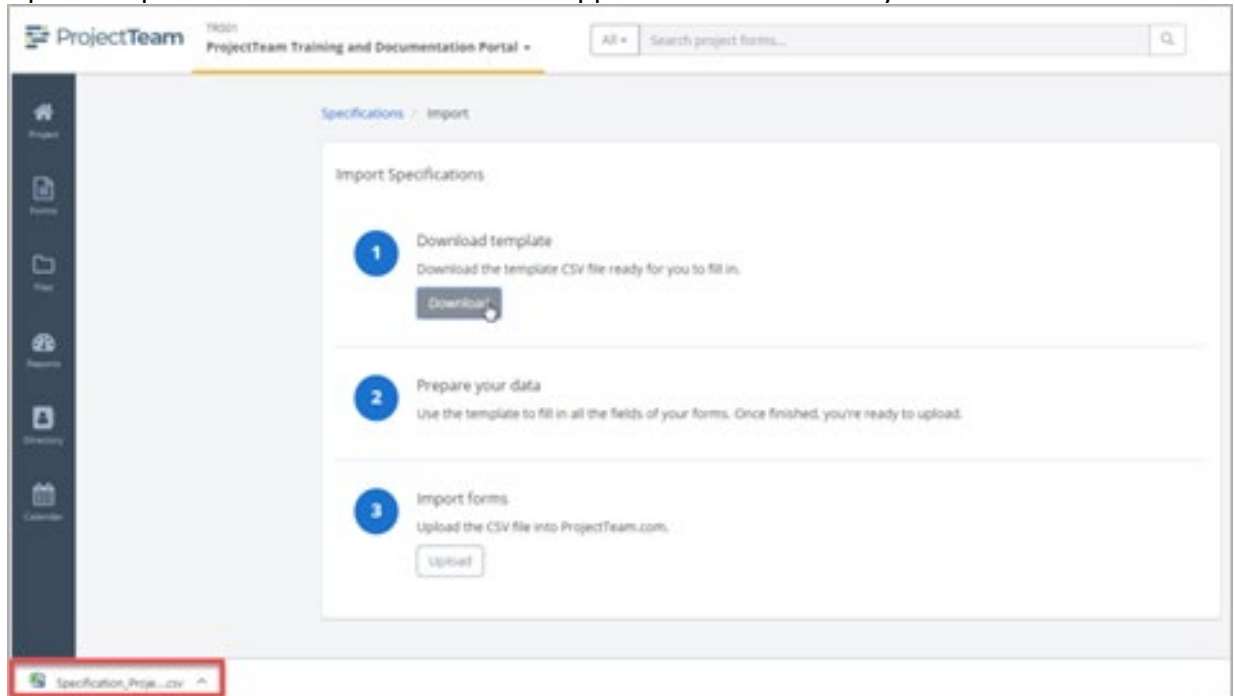 ProjectTeam
TR001
ProjectTeam Training and Documentation Portal
All
Search project forms...
Project
Forms
Files
Reports
Directory
Calendar
Specifications / Import
Import Specifications
1
Download template
Download the template CSV file ready for you to fill in.
Download
2
Prepare your data
Use the template to fill in all the fields of your forms. Once finished, you're ready to upload.
3
Import forms
Upload the CSV file into ProjectTeam.com.
Upload
Specification_Proje....csv